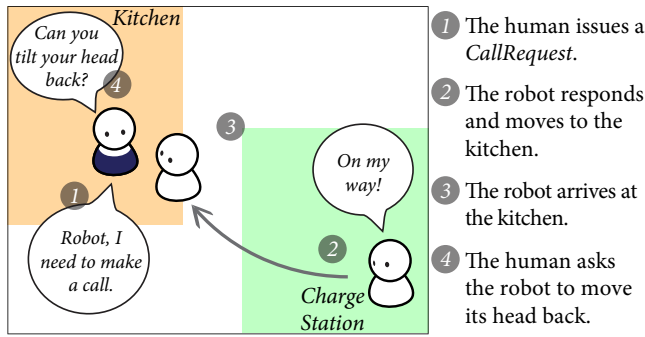 Kitchen
Can you
tilt your head
back?
4
3
1
Robot, I
need to make
a call.
On my
way!
2
Charge
Station
1 The human issues a
CallRequest.
2 The robot responds
and moves to the
kitchen.
3 The robot arrives at
the kitchen.
4 The human asks
the robot to move
its head back.